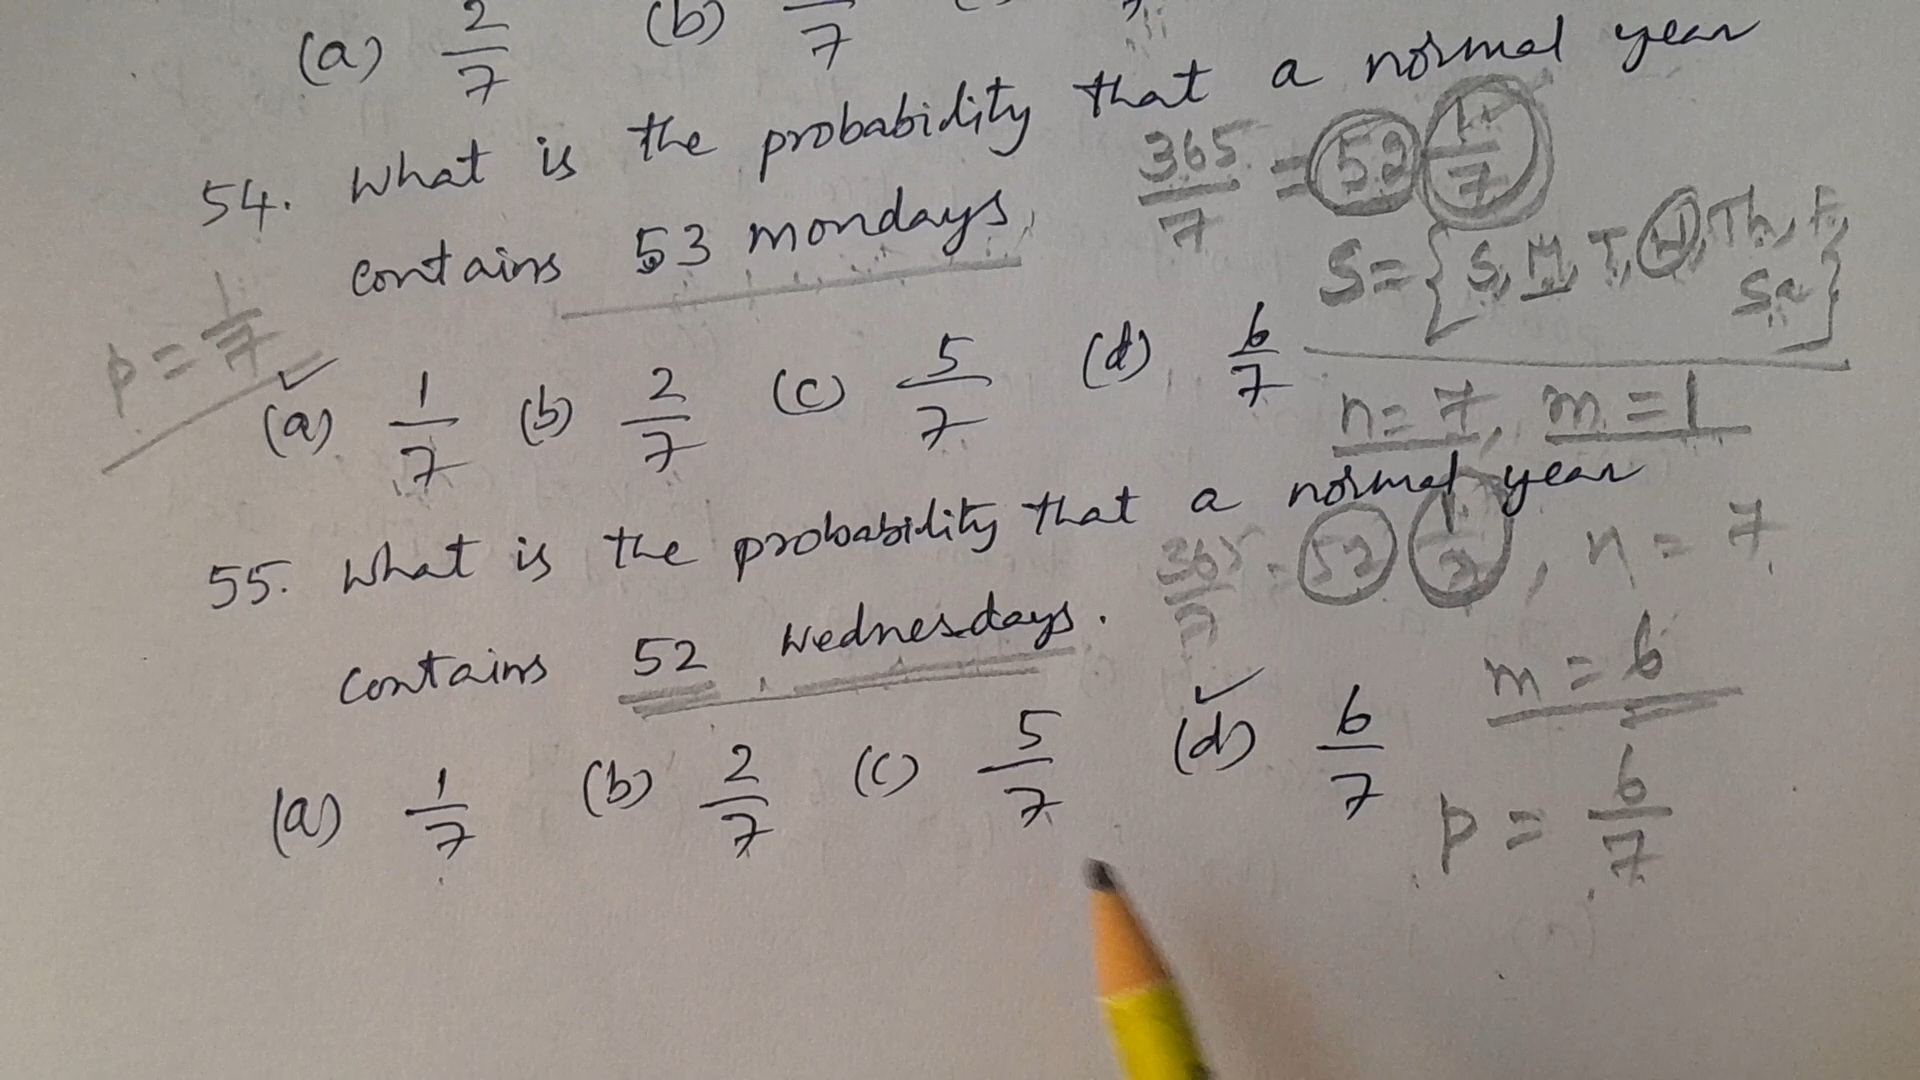 (a) 2/7 (b) /7
54. What is the probability that a normal year
contains 53 mondays,
365/7 = 52 1/7
S = {S, M, T, W, Th, F,
Sa}
p = 1/7
(a) 1/7 (b) 2/7 (c) 5/7 (d) 6/7
n = 7, m = 1
55. What is the probability that a normal year
contains 52 Wednesdays.
365/7 = 52 1/7, n = 7
m = 6
(a) 1/7 (b) 2/7 (c) 5/7 (d) 6/7
p = 6/7